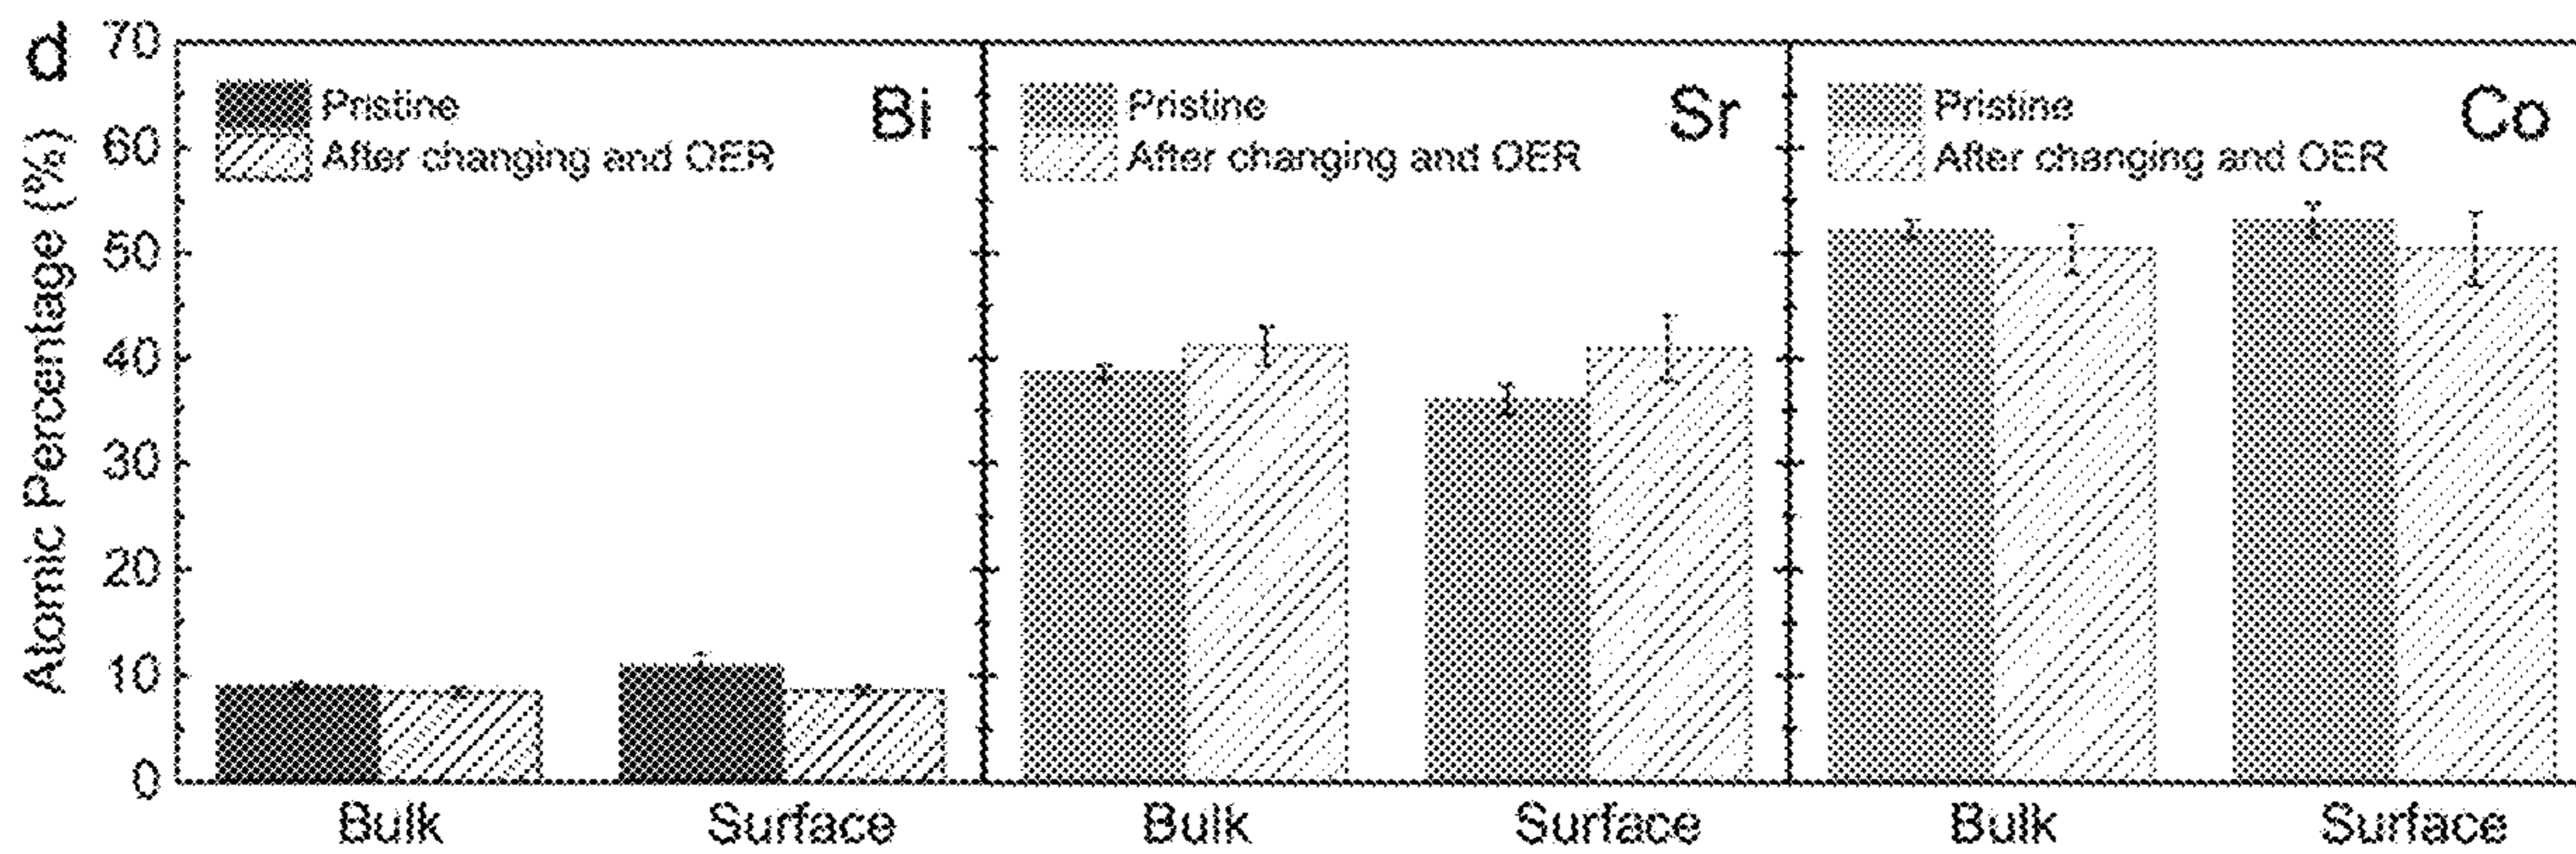 d
Atomic Percentage (%)
70
60
50
40
30
20
10
0
Pristine
After changing and OER
Bi
Bulk
Surface
Pristine
After changing and OER
Sr
Bulk
Surface
Pristine
After changing and OER
Co
Bulk
Surface